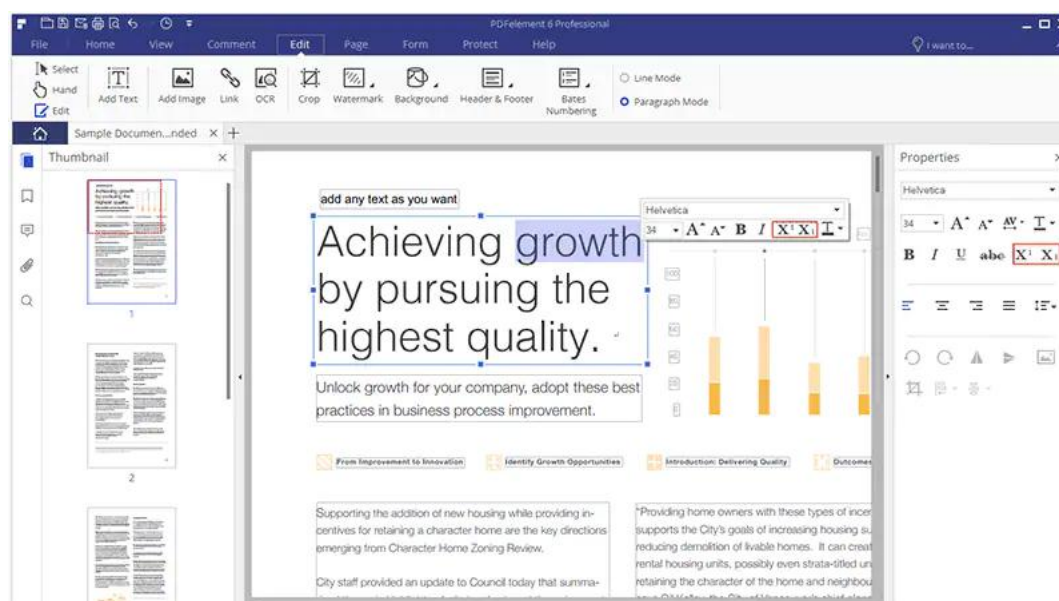 PDFelement 6 Professional
File Home View Comment Edit Page Form Protect Help I want to...
Select
Hand
Edit
Add Text Add Image Link OCR Crop Watermark Background Header & Footer Bates Numbering
Line Mode
Paragraph Mode
Sample Documen...nded
Thumbnail
1
2
add any text as you want
Achieving growth
by pursuing the
highest quality.
Helvetica
34 A A B I X X T
Unlock growth for your company, adopt these best
practices in business process improvement.
From Improvement to Innovation Identify Growth Opportunities Introduction: Delivering Quality Outcomes
Supporting the addition of new housing while providing in-
centives for retaining a character home are the key directions
emerging from Character Home Zoning Review.
City staff provided an update to Council today that summa-
"Providing home owners with these types of incen
supports the City's goals of increasing housing su
reducing demolition of livable homes. It can creat
rental housing units, possibly even strata-titled un
retaining the character of the home and neighbou
Properties
Helvetica
34 A A AV T
B I U abc X X